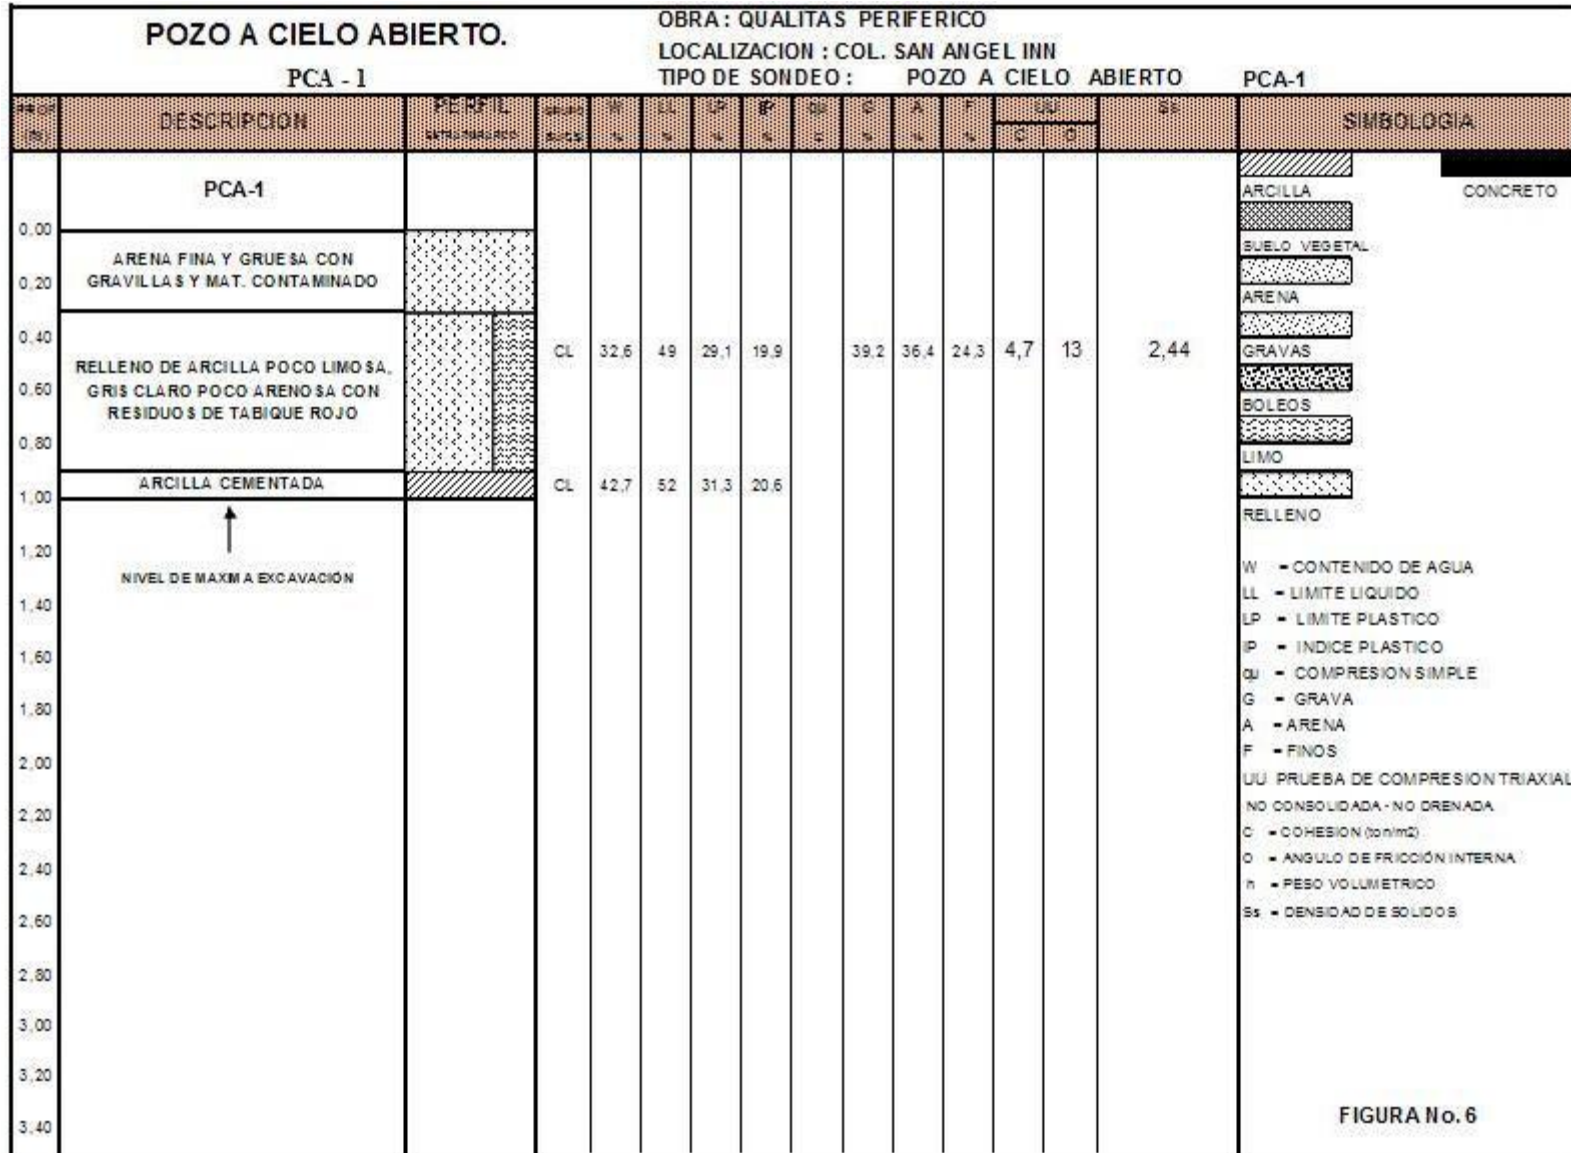 POZO A CIELO ABIERTO.
PCA - 1
OBRA : QUALITAS PERIFERICO
LOCALIZACION : COL. SAN ANGEL INN
TIPO DE SONDEO : POZO A CIELO ABIERTO PCA-1
PROF DESCRIPCION PERFIL GRUPO W LL LP IP qu G A F UU Ss SIMBOLOGIA
(m) ESTRATIGRAFICO SUCS % % % % % % % C O
PCA-1
ARCILLA CONCRETO
0,00
SUELO VEGETAL
ARENA FINA Y GRUESA CON
GRAVILLAS Y MAT. CONTAMINADO
0,20
ARENA
0,40
CL 32,6 49 29,1 19,9 39,2 36,4 24,3 4,7 13 2,44
GRAVAS
RELLENO DE ARCILLA POCO LIMOSA,
GRIS CLARO POCO ARENOSA CON
RESIDUOS DE TABIQUE ROJO
0,60
BOLEOS
0,80
LIMO
ARCILLA CEMENTADA CL 42,7 52 31,3 20,6
1,00
RELLENO
1,20
NIVEL DE MAXIMA EXCAVACIÓN
1,40
1,60
1,80
2,00
2,20
2,40
2,60
2,80
3,00
3,20
3,40
W = CONTENIDO DE AGUA
LL = LIMITE LIQUIDO
LP = LIMITE PLASTICO
IP = INDICE PLASTICO
qu = COMPRESION SIMPLE
G = GRAVA
A = ARENA
F = FINOS
UU PRUEBA DE COMPRESION TRIAXIAL
NO CONSOLIDADA - NO DRENADA
C = COHESION (ton/m2)
O = ANGULO DE FRICCIÓN INTERNA
h = PESO VOLUMETRICO
Ss = DENSIDAD DE SOLIDOS
FIGURA No. 6